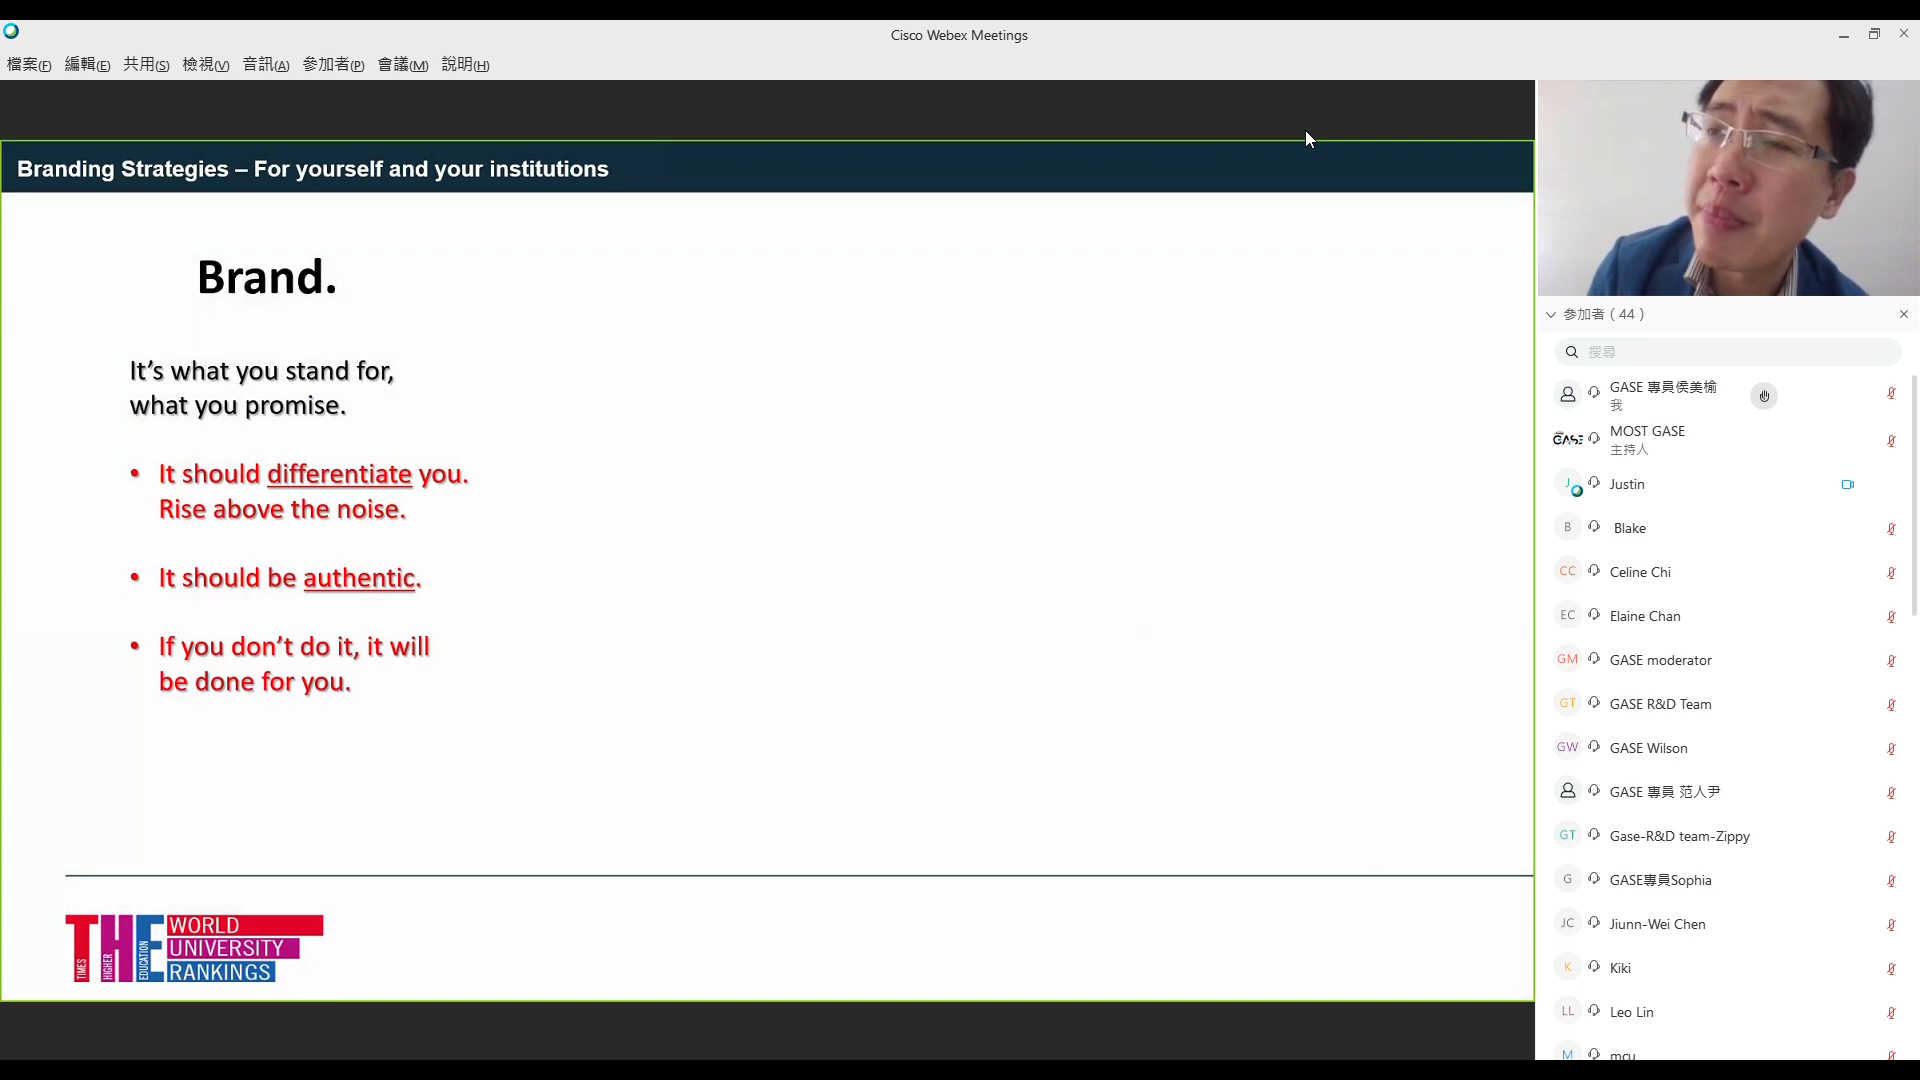 Cisco Webex Meetings
檔案(F) 編輯(E) 共用(S) 檢視(V) 音訊(A) 參加者(P) 會議(M) 說明(H)
Branding Strategies – For yourself and your institutions
Brand.
It's what you stand for,
what you promise.
• It should differentiate you.
Rise above the noise.
• It should be authentic.
• If you don't do it, it will
be done for you.
TIMES HIGHER EDUCATION
THE
WORLD
UNIVERSITY
RANKINGS
參加者 ( 44 )
搜尋
GASE 專員侯美榆
我
GASE
MOST GASE
主持人
J Justin
B Blake
CC Celine Chi
EC Elaine Chan
GM GASE moderator
GT GASE R&D Team
GW GASE Wilson
GASE 專員 范人尹
GT Gase-R&D team-Zippy
G GASE專員Sophia
JC Jiunn-Wei Chen
K Kiki
LL Leo Lin
M mcu